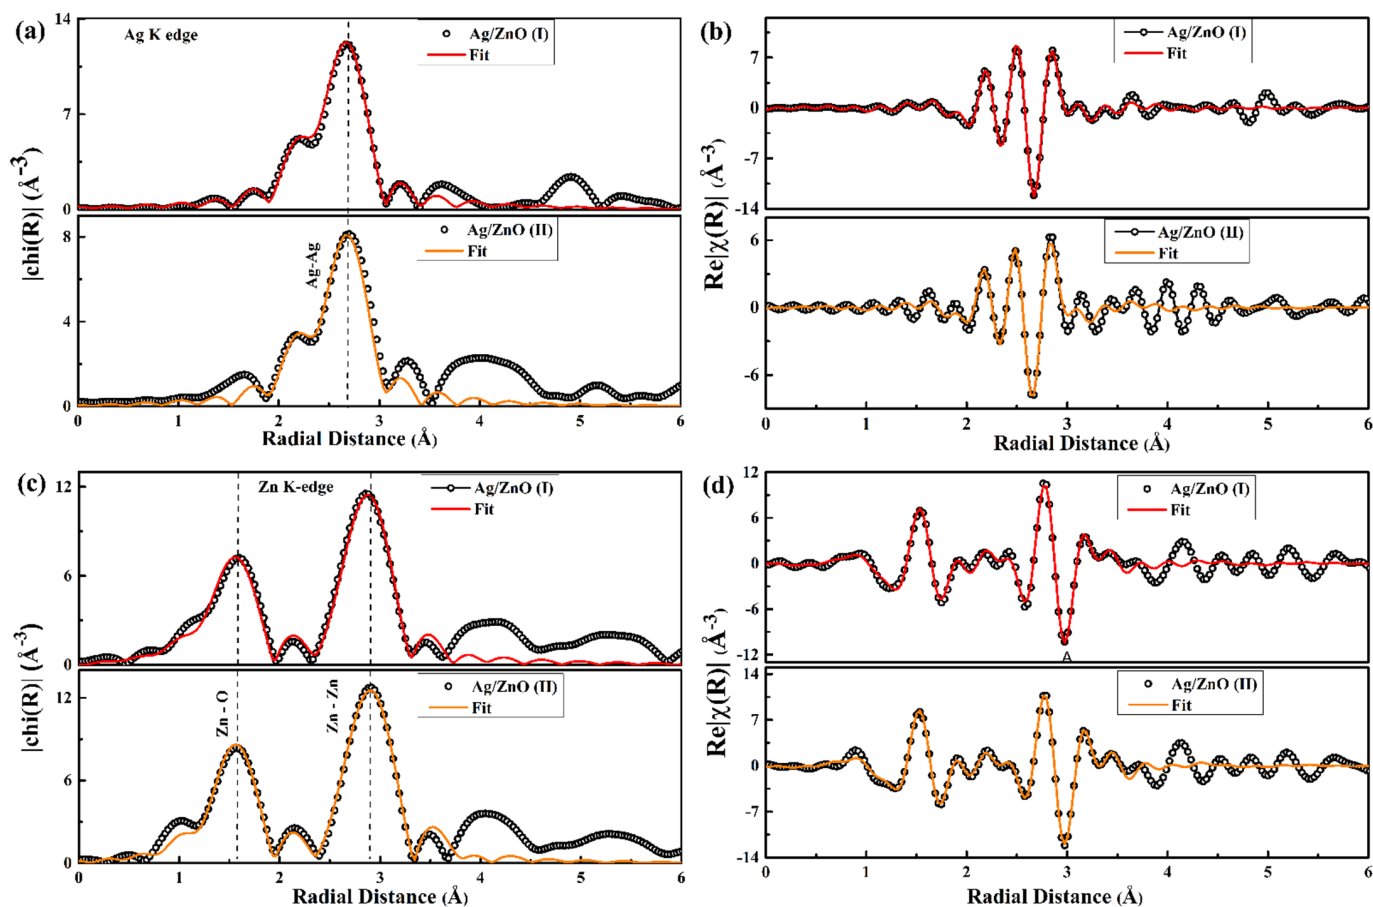 (a)
Ag K edge
Ag/ZnO (I)
Fit
14
7
0
Ag/ZnO (II)
Fit
Ag-Ag
8
4
0
|chi(R)| (Å⁻³)
0 1 2 3 4 5 6
Radial Distance (Å)
(b)
Ag/ZnO (I)
Fit
7
0
-7
-14
Ag/ZnO (II)
Fit
6
0
-6
Re|χ(R)| (Å⁻³)
0 1 2 3 4 5 6
Radial Distance (Å)
(c)
Zn K-edge
Ag/ZnO (I)
Fit
12
6
0
|chi(R)| (Å⁻³)
Ag/ZnO (II)
Fit
Zn - O
Zn - Zn
12
6
0
|chi(R)| (Å⁻³)
0 1 2 3 4 5 6
Radial Distance (Å)
(d)
Ag/ZnO (I)
Fit
12
6
0
-6
-12
A
Ag/ZnO (II)
Fit
14
7
0
-7
-14
Re|χ(R)| (Å⁻³)
0 1 2 3 4 5 6
Radial Distance (Å)